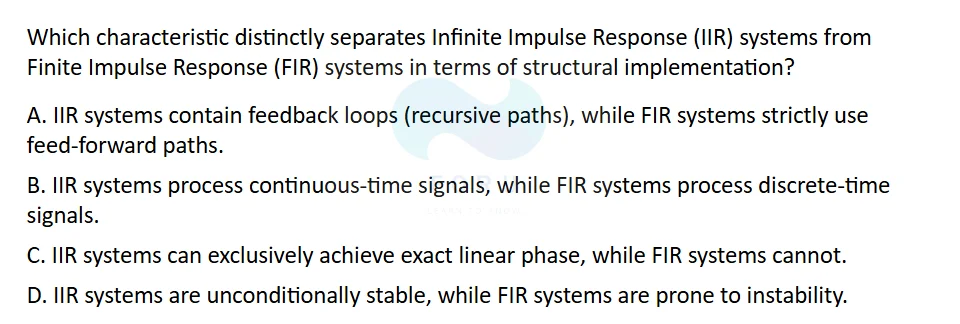 Which characteristic distinctly separates Infinite Impulse Response (IIR) systems from
Finite Impulse Response (FIR) systems in terms of structural implementation?
A. IIR systems contain feedback loops (recursive paths), while FIR systems strictly use
feed-forward paths.
B. IIR systems process continuous-time signals, while FIR systems process discrete-time
signals.
C. IIR systems can exclusively achieve exact linear phase, while FIR systems cannot.
D. IIR systems are unconditionally stable, while FIR systems are prone to instability.